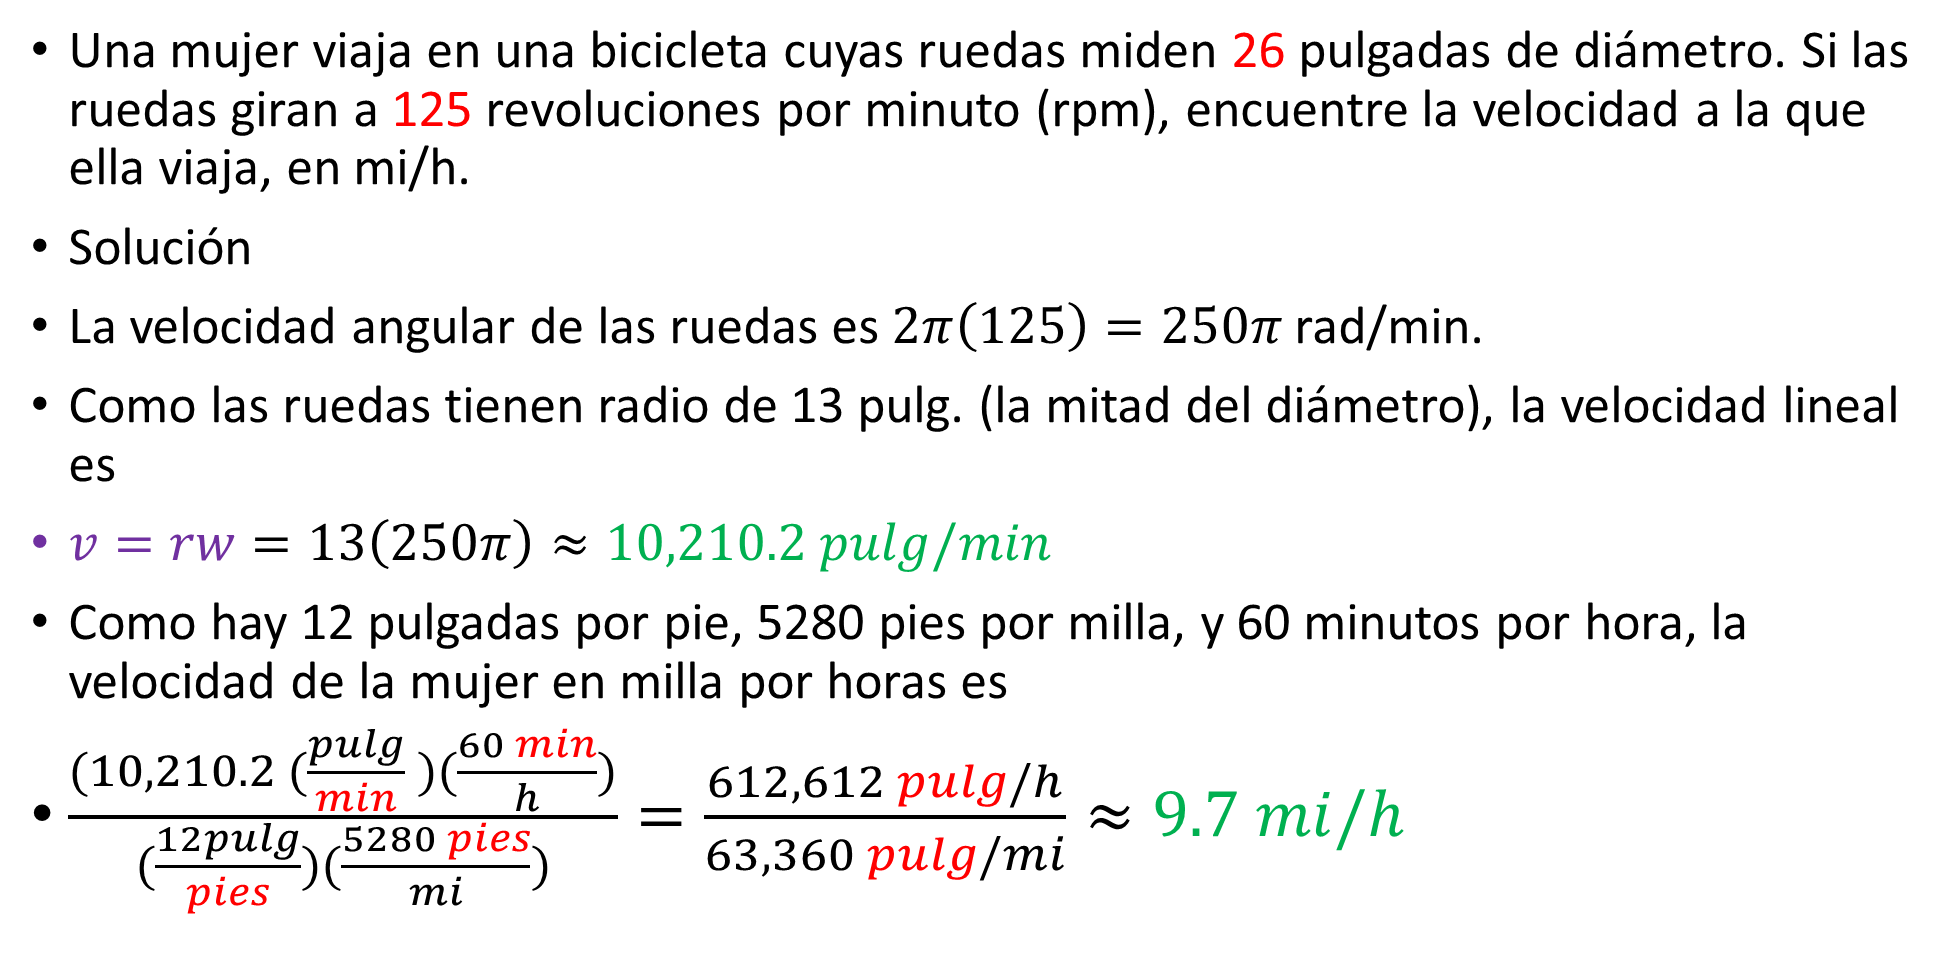 • Una mujer viaja en una bicicleta cuyas ruedas miden 26 pulgadas de diámetro. Si las
ruedas giran a 125 revoluciones por minuto (rpm), encuentre la velocidad a la que
ella viaja, en mi/h.
• Solución
• La velocidad angular de las ruedas es 2π(125) = 250π rad/min.
• Como las ruedas tienen radio de 13 pulg. (la mitad del diámetro), la velocidad lineal
es
• v = rw = 13(250π) ≈ 10,210.2 pulg/min
• Como hay 12 pulgadas por pie, 5280 pies por milla, y 60 minutos por hora, la
velocidad de la mujer en milla por horas es
• \frac{(10,210.2 (\frac{pulg}{min})(\frac{60 min}{h})}{(\frac{12pulg}{pies})(\frac{5280 pies}{mi})} = \frac{612,612 pulg/h}{63,360 pulg/mi} ≈ 9.7 mi/h